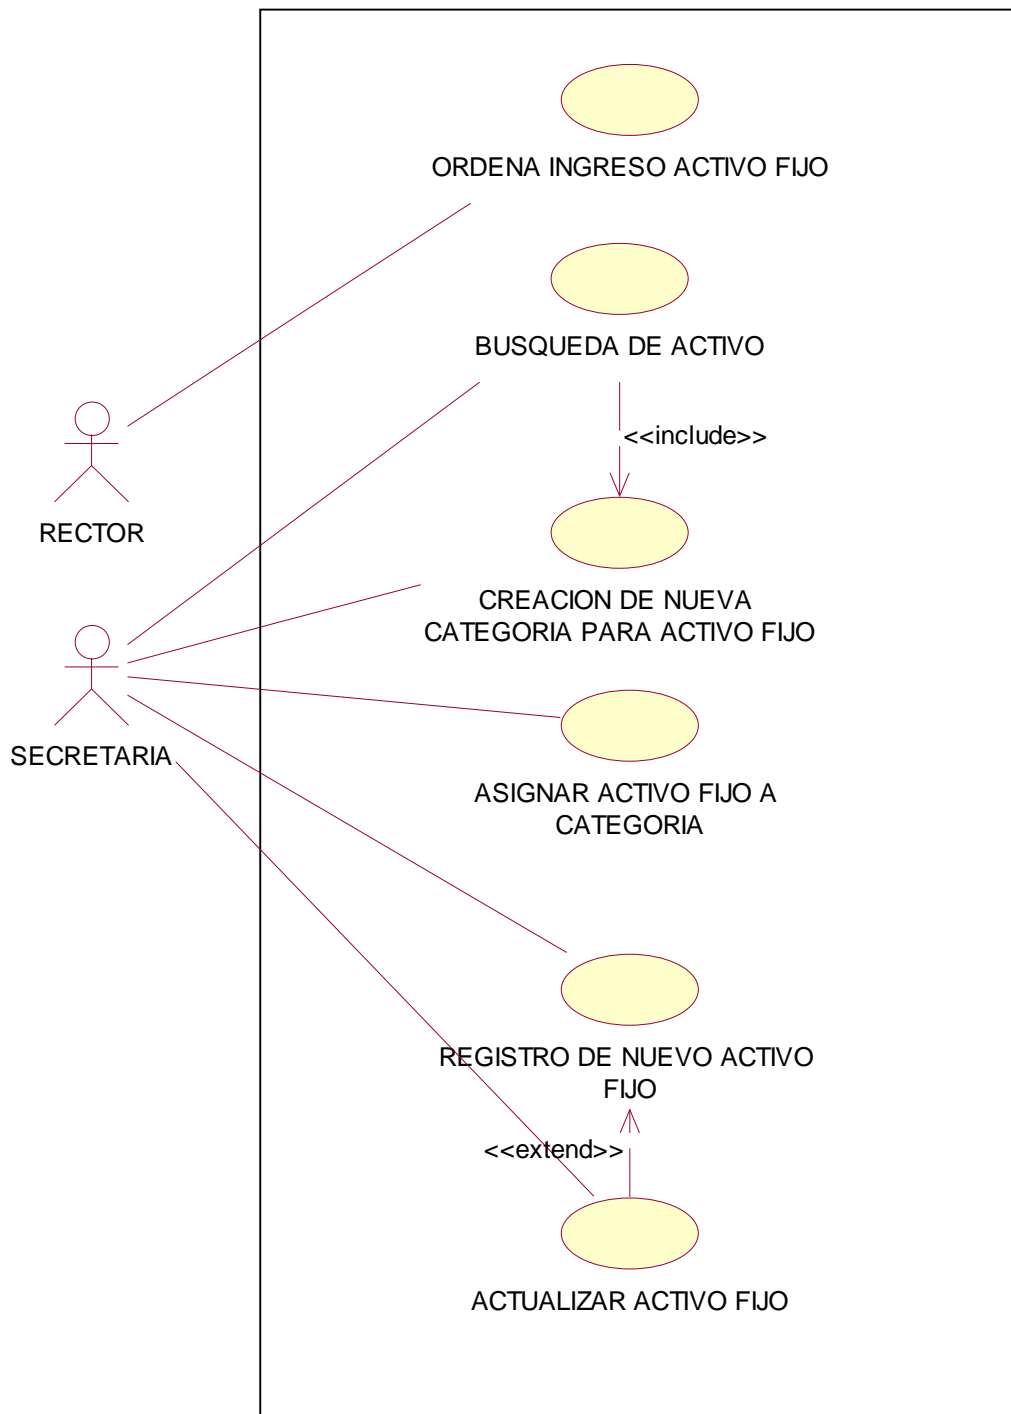 ORDENA INGRESO ACTIVO FIJO
BUSQUEDA DE ACTIVO
<<include>>
RECTOR
CREACION DE NUEVA
CATEGORIA PARA ACTIVO FIJO
SECRETARIA
ASIGNAR ACTIVO FIJO A
CATEGORIA
REGISTRO DE NUEVO ACTIVO
FIJO
<<extend>>
ACTUALIZAR ACTIVO FIJO